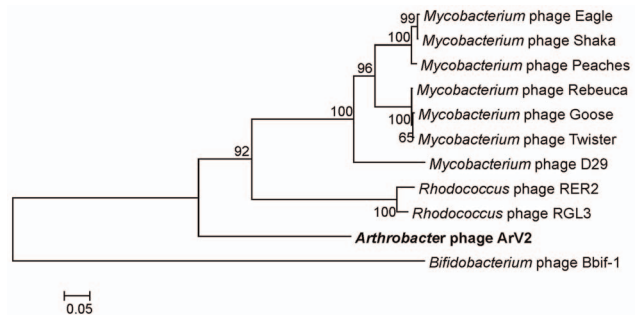 99
Mycobacterium phage Eagle
100
Mycobacterium phage Shaka
96
Mycobacterium phage Peaches
Mycobacterium phage Rebeuca
100
Mycobacterium phage Goose
100
65
Mycobacterium phage Twister
92
Mycobacterium phage D29
Rhodococcus phage RER2
100
Rhodococcus phage RGL3
Arthrobacter phage ArV2
Bifidobacterium phage Bbif-1
0.05